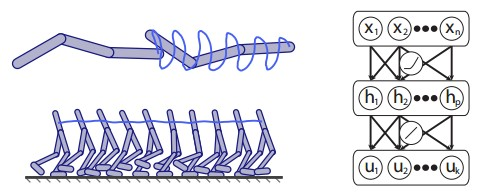 x₁ x₂ ••• xₙ
h₁ h₂ ••• hₚ
u₁ u₂ ••• uₖ